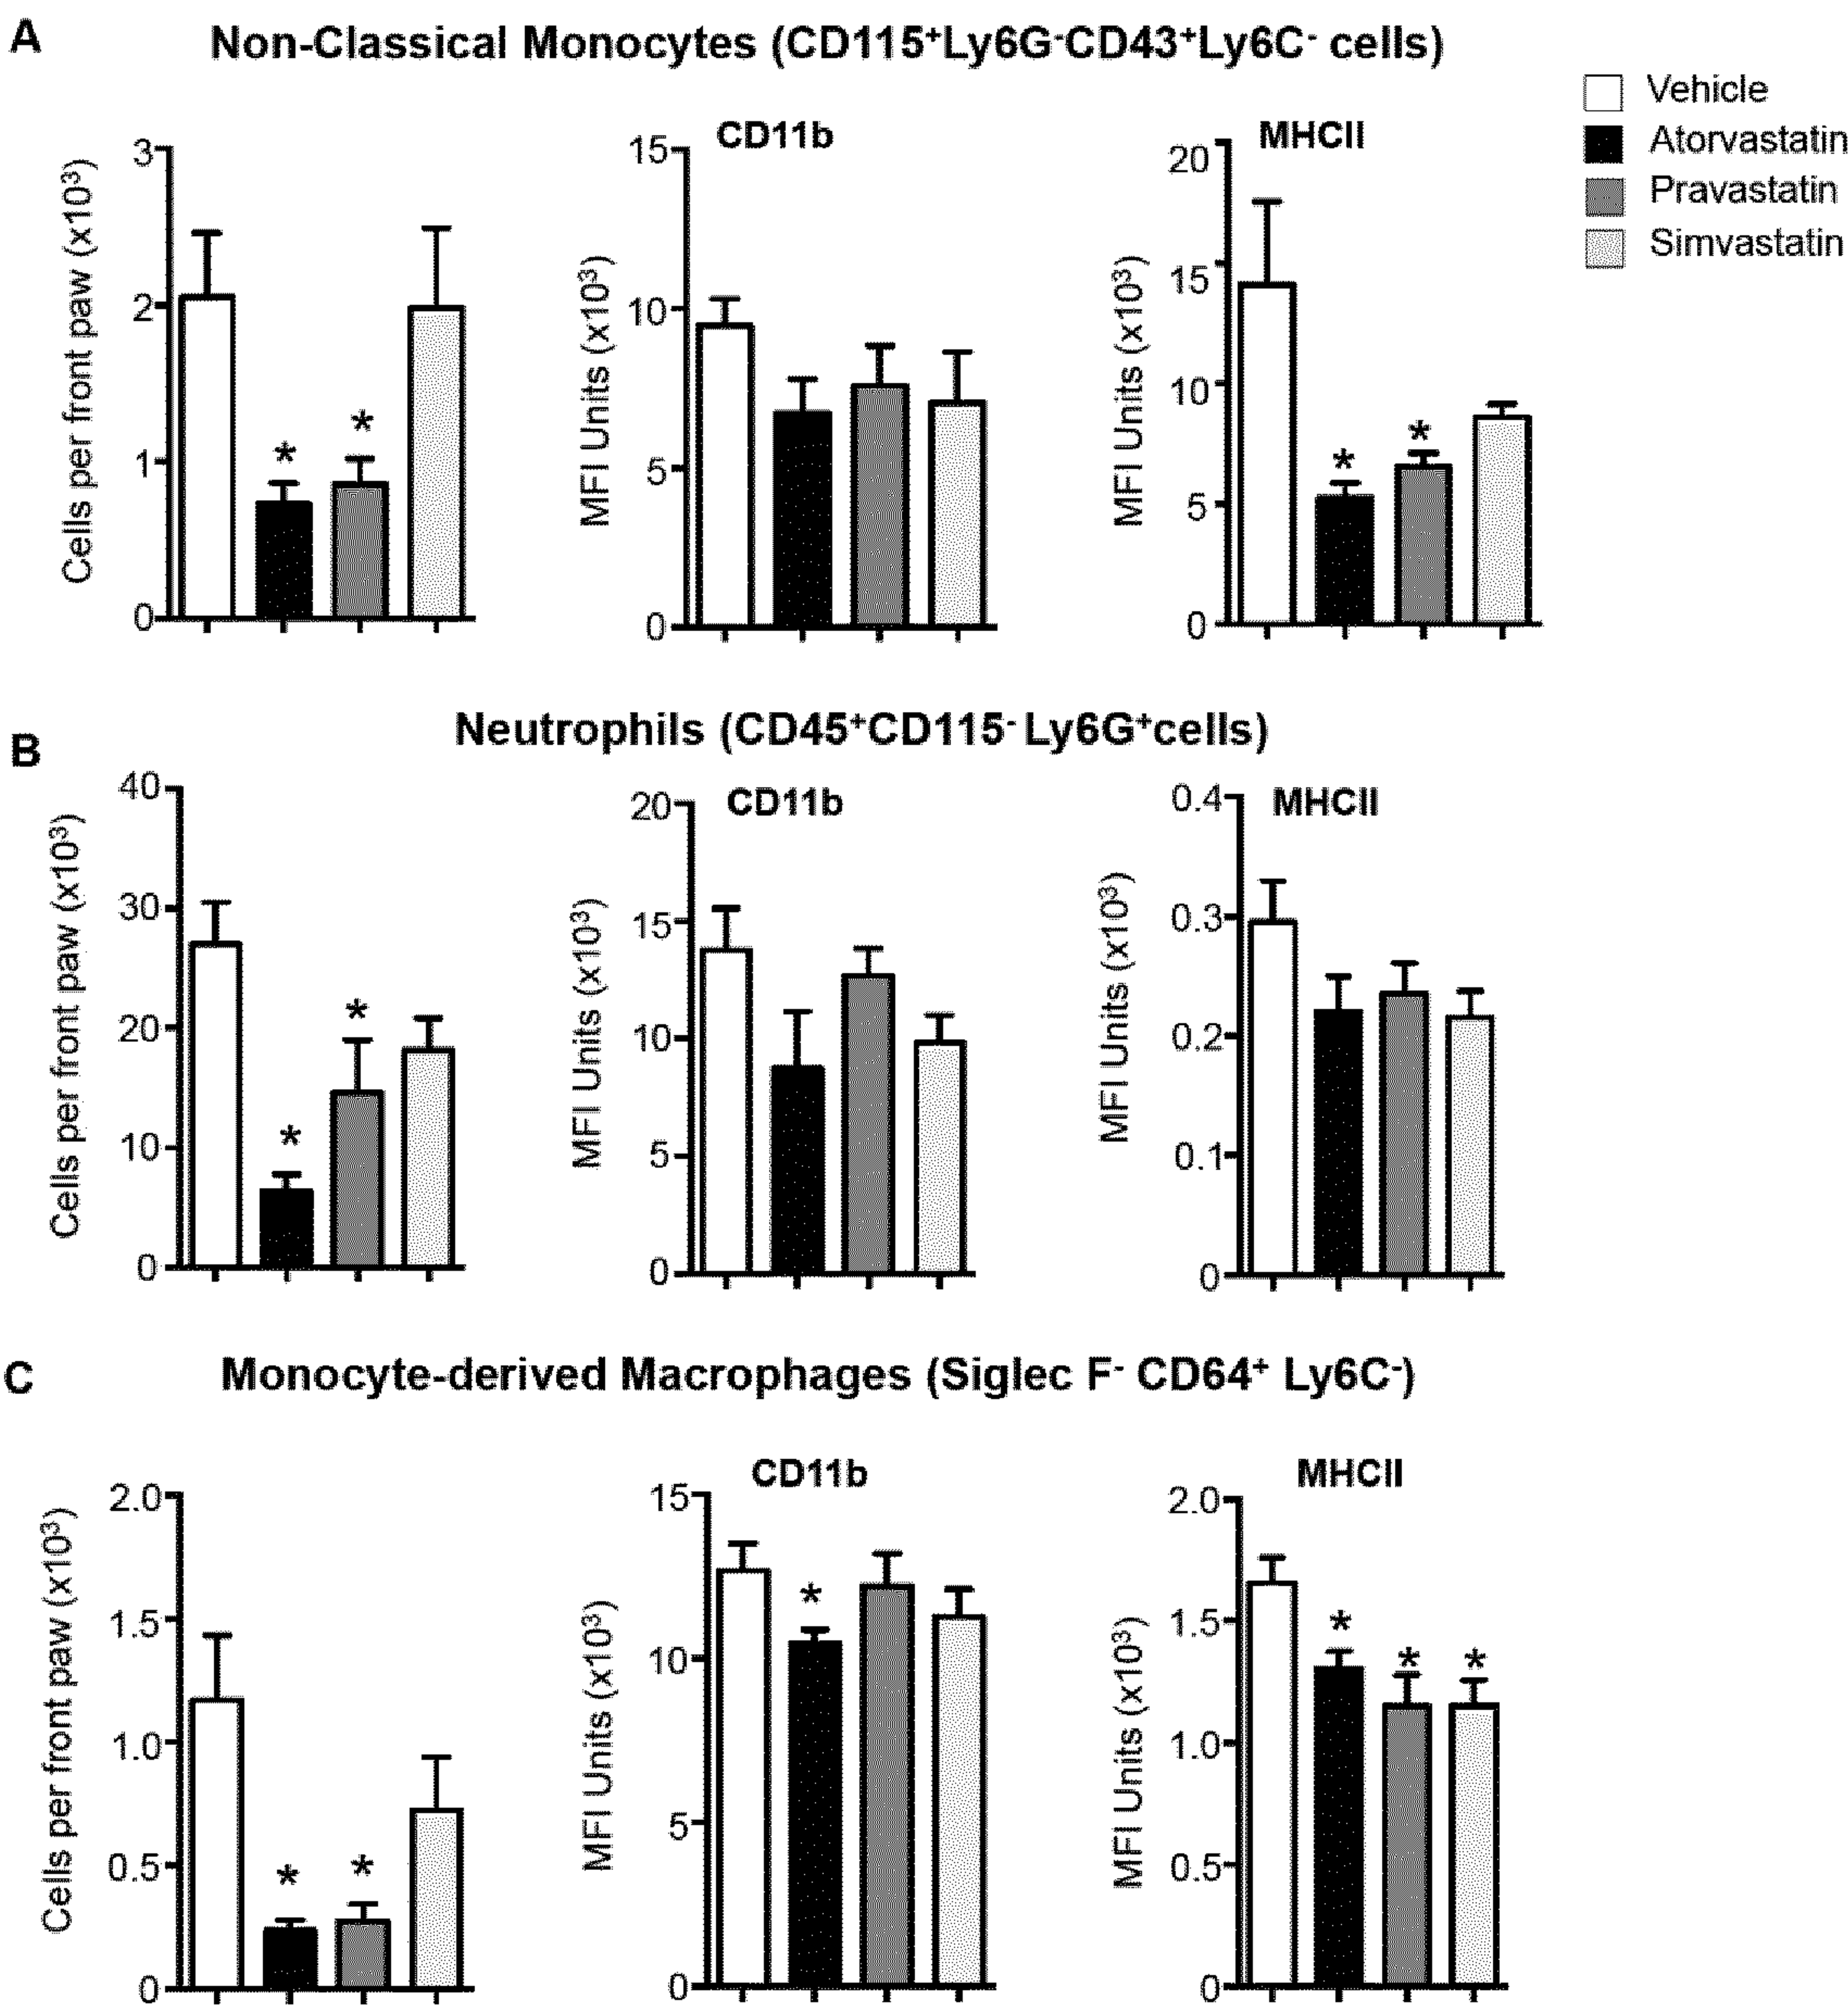 A
Non-Classical Monocytes (CD115⁺Ly6G⁻CD43⁺Ly6C⁻ cells)
Vehicle
Atorvastatin
Pravastatin
Simvastatin
Cells per front paw (x10³)
3
2
1
0
*
*
CD11b
MFI Units (x10³)
15
10
5
0
MHCII
MFI Units (x10³)
20
15
10
5
0
*
*
B
Neutrophils (CD45⁺CD115⁻ Ly6G⁺cells)
Cells per front paw (x10³)
40
30
20
10
0
*
*
CD11b
MFI Units (x10³)
20
15
10
5
0
MHCII
MFI Units (x10³)
0.4
0.3
0.2
0.1
0
C
Monocyte-derived Macrophages (Siglec F⁻ CD64⁺ Ly6C⁻)
Cells per front paw (x10³)
2.0
1.5
1.0
0.5
0
*
*
CD11b
MFI Units (x10³)
15
10
5
0
*
MHCII
MFI Units (x10³)
2.0
1.5
1.0
0.5
0
*
*
*